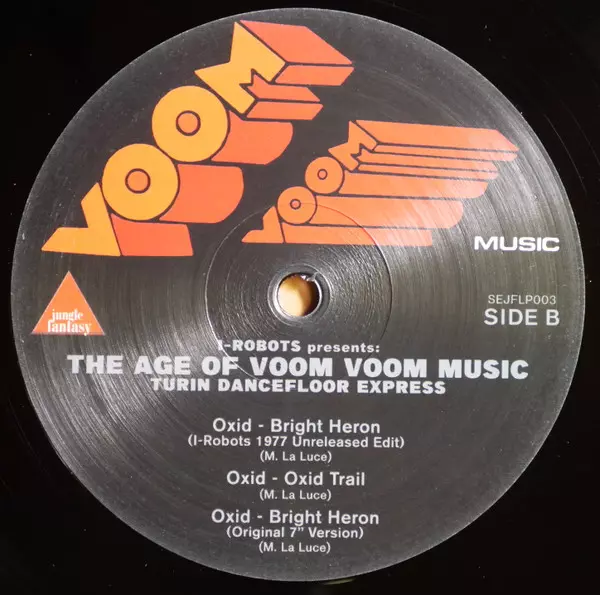 VOOM
VOOM
MUSIC
jungle
fantasy
SEJFLP003
SIDE B
I-ROBOTS presents:
THE AGE OF VOOM VOOM MUSIC
TURIN DANCEFLOOR EXPRESS
Oxid - Bright Heron
(I-Robots 1977 Unreleased Edit)
(M. La Luce)
Oxid - Oxid Trail
(M. La Luce)
Oxid - Bright Heron
(Original 7” Version)
(M. La Luce)